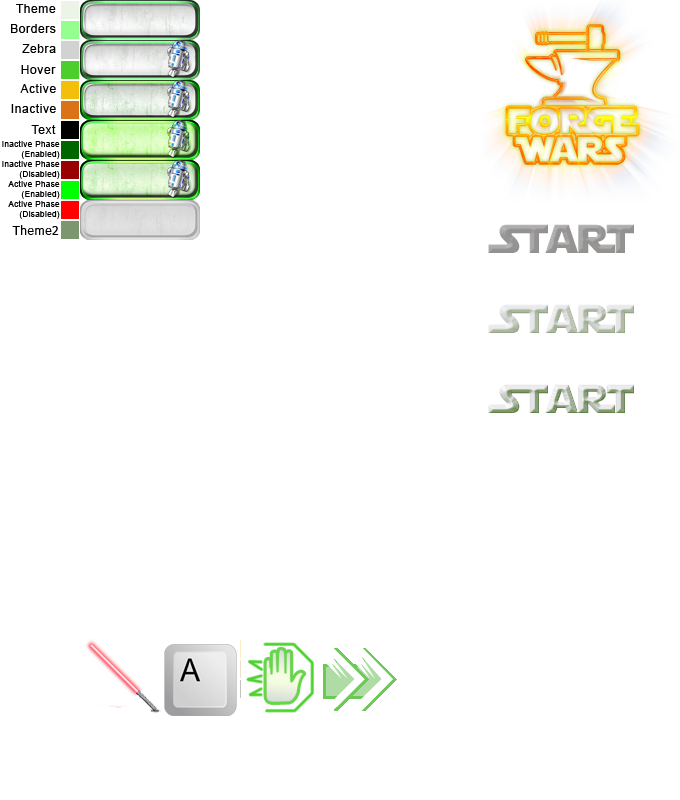 Theme
Borders
Zebra
Hover
Active
Inactive
Text
Inactive Phase
(Enabled)
Inactive Phase
(Disabled)
Active Phase
(Enabled)
Active Phase
(Disabled)
Theme2
FORGE
WARS
START
START
START
A